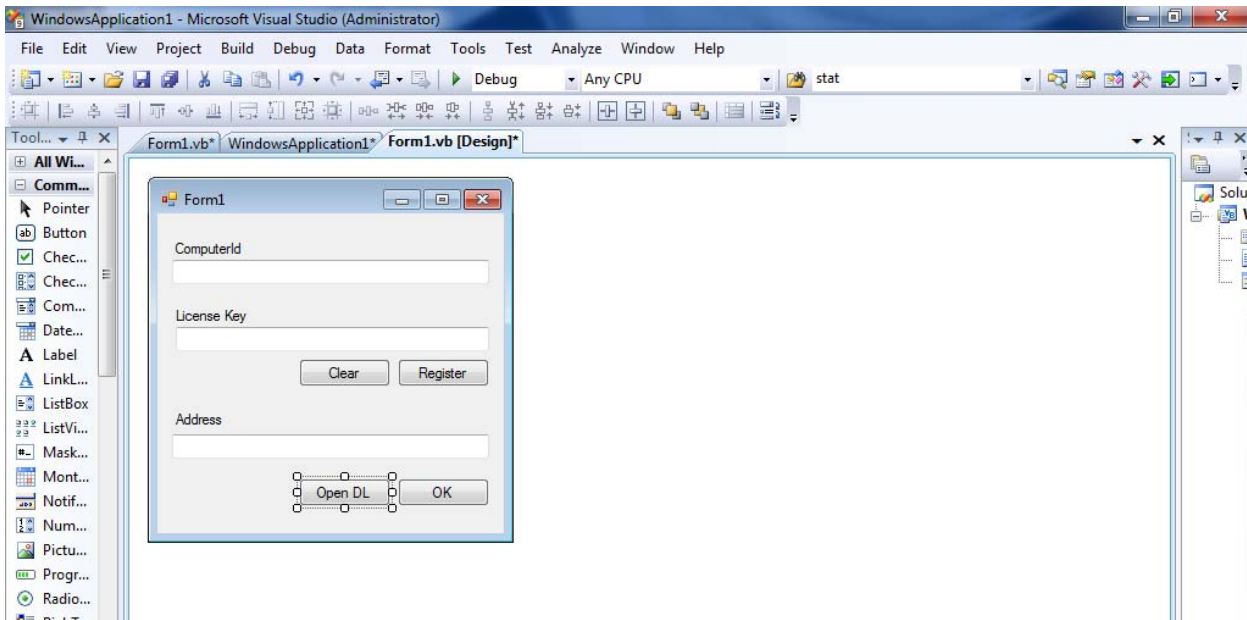 WindowsApplication1 - Microsoft Visual Studio (Administrator)
File Edit View Project Build Debug Data Format Tools Test Analyze Window Help
Debug Any CPU stat
Tool...
Form1.vb* WindowsApplication1* Form1.vb [Design]*
All Wi...
Comm...
Pointer
Button
Chec...
Chec...
Com...
Date...
Label
LinkL...
ListBox
ListVi...
Mask...
Mont...
Notif...
Num...
Pictu...
Progr...
Radio...
Form1
ComputerId
License Key
Clear Register
Address
Open DL OK
Solu